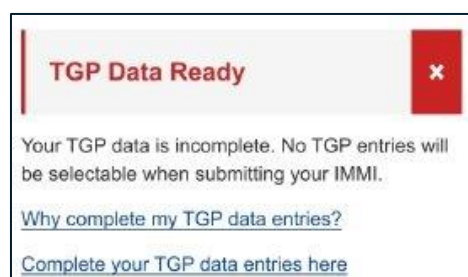 TGP Data Ready
×
Your TGP data is incomplete. No TGP entries will
be selectable when submitting your IMMI.
Why complete my TGP data entries?
Complete your TGP data entries here